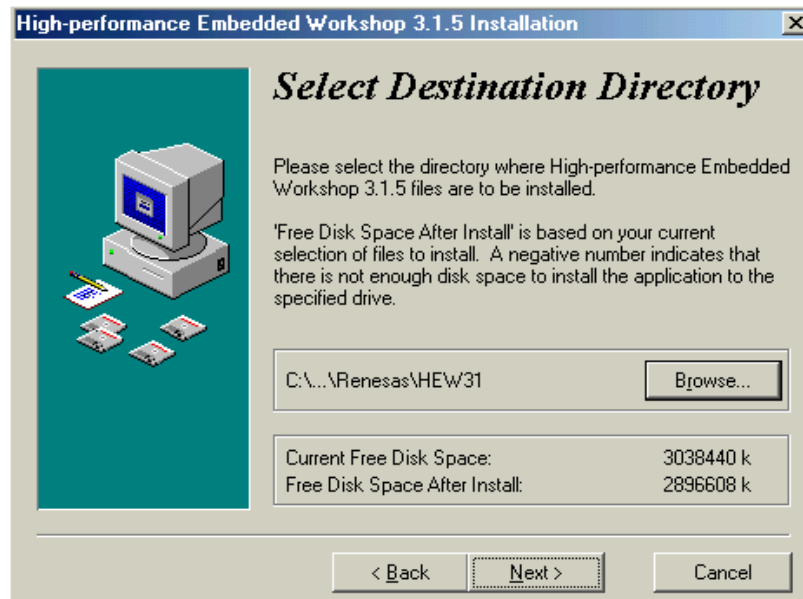 High-performance Embedded Workshop 3.1.5 Installation
Select Destination Directory
Please select the directory where High-performance Embedded
Workshop 3.1.5 files are to be installed.
'Free Disk Space After Install' is based on your current
selection of files to install. A negative number indicates that
there is not enough disk space to install the application to the
specified drive.
C:\...\Renesas\HEW31 Browse...
Current Free Disk Space: 3038440 k
Free Disk Space After Install: 2896608 k
< Back Next > Cancel